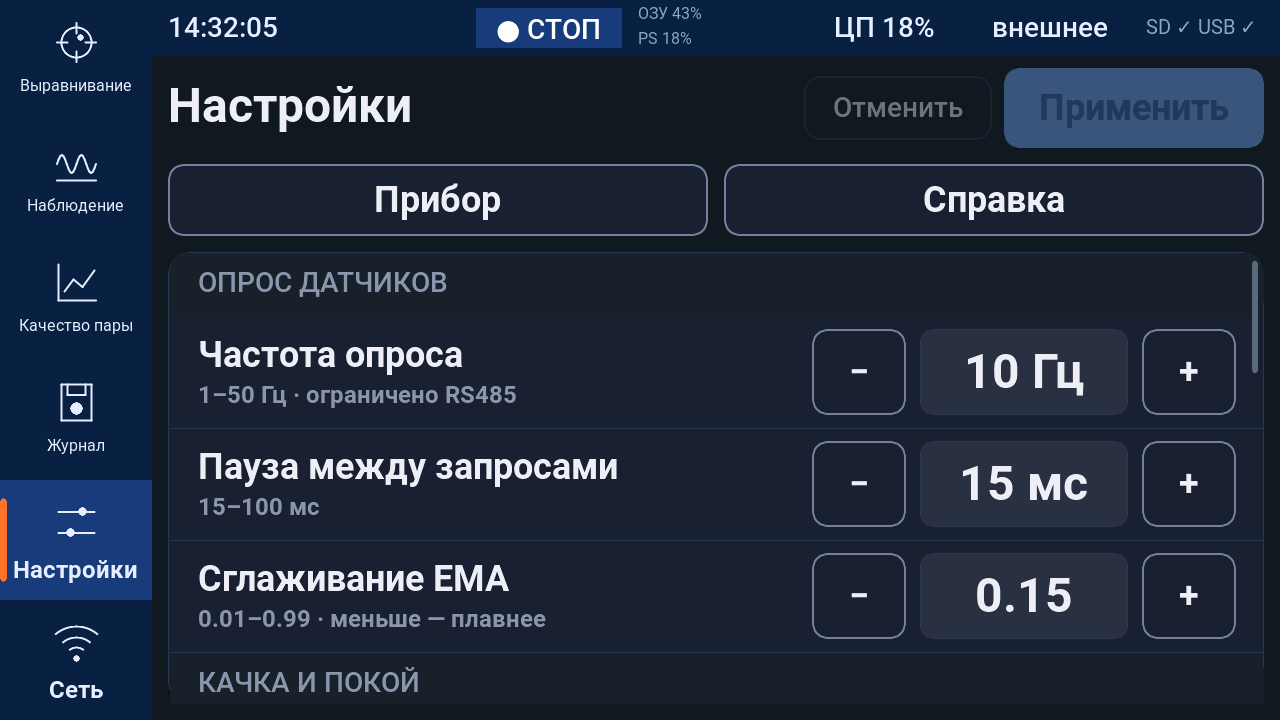 14:32:05
● СТОП
ОЗУ 43%
PS 18%
ЦП 18%
внешнее
SD ✓ USB ✓
Выравнивание
Наблюдение
Качество пары
Журнал
Настройки
Сеть
Настройки
Отменить
Применить
Прибор
Справка
ОПРОС ДАТЧИКОВ
Частота опроса
1–50 Гц · ограничено RS485
− 10 Гц +
Пауза между запросами
15–100 мс
− 15 мс +
Сглаживание EMA
0.01–0.99 · меньше — плавнее
− 0.15 +
КАЧКА И ПОКОЙ